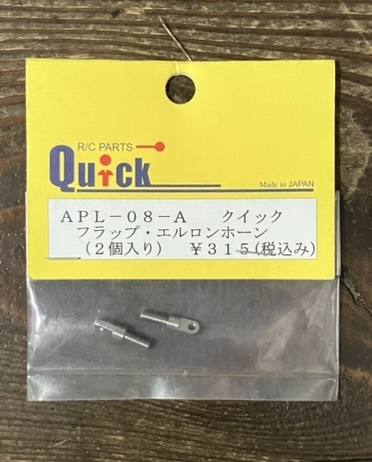 R/C PARTS
Quick
Made in JAPAN
APL-08-A　クイック
フラップ・エルロンホーン
(2個入り)　¥315(税込み)